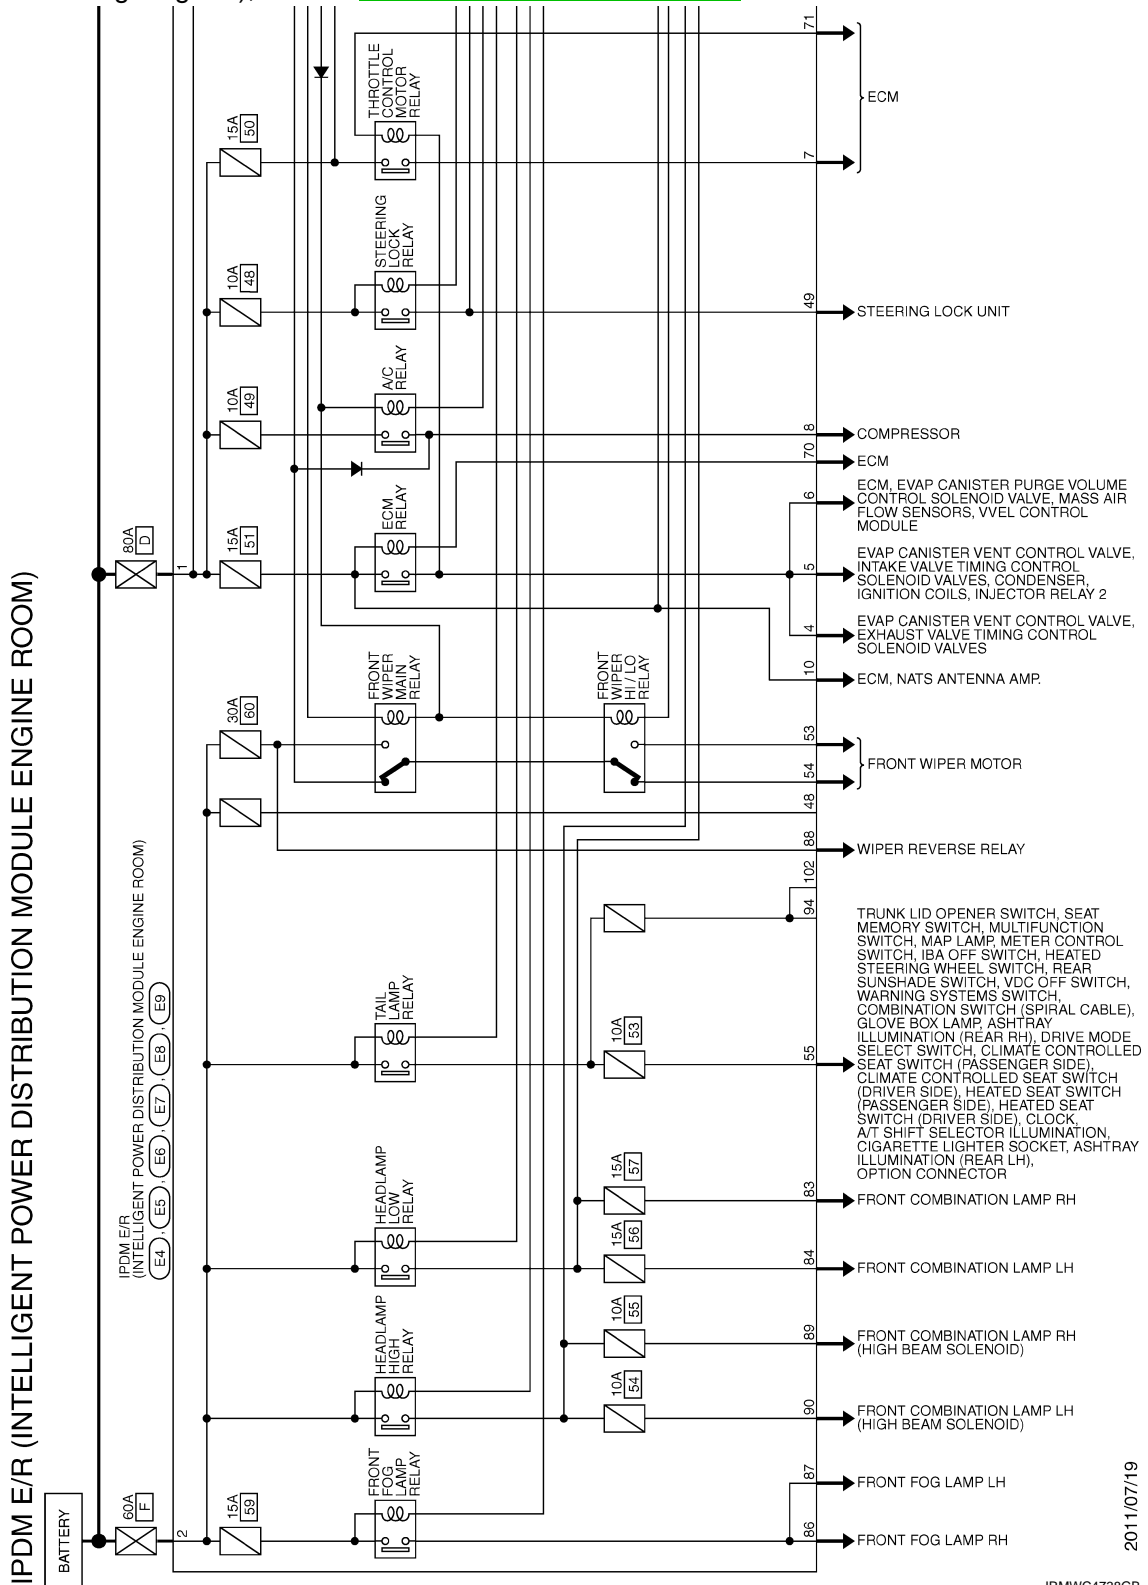 71
THROTTLE
CONTROL
MOTOR
RELAY
ECM
15A
50
7
STEERING
LOCK
RELAY
10A
48
49
STEERING LOCK UNIT
A/C
RELAY
10A
49
8
COMPRESSOR
70
ECM
ECM
RELAY
6
ECM, EVAP CANISTER PURGE VOLUME
CONTROL SOLENOID VALVE, MASS AIR
FLOW SENSORS, VVEL CONTROL
MODULE
80A
D
1
15A
51
5
EVAP CANISTER VENT CONTROL VALVE,
INTAKE VALVE TIMING CONTROL
SOLENOID VALVES, CONDENSER,
IGNITION COILS, INJECTOR RELAY 2
4
EVAP CANISTER VENT CONTROL VALVE,
EXHAUST VALVE TIMING CONTROL
SOLENOID VALVES
10
ECM, NATS ANTENNA AMP.
FRONT
WIPER
MAIN
RELAY
FRONT
WIPER
HI / LO
RELAY
30A
60
53
54
FRONT WIPER MOTOR
48
88
WIPER REVERSE RELAY
102
94
IPDM E/R (INTELLIGENT POWER DISTRIBUTION MODULE ENGINE ROOM)
IPDM E/R
(INTELLIGENT POWER DISTRIBUTION MODULE ENGINE ROOM)
E4 , E5 , E6 , E7 , E8 , E9
TAIL
LAMP
RELAY
10A
53
55
TRUNK LID OPENER SWITCH, SEAT
MEMORY SWITCH, MULTIFUNCTION
SWITCH, MAP LAMP, METER CONTROL
SWITCH, IBA OFF SWITCH, HEATED
STEERING WHEEL SWITCH, REAR
SUNSHADE SWITCH, VDC OFF SWITCH,
WARNING SYSTEMS SWITCH,
COMBINATION SWITCH (SPIRAL CABLE),
GLOVE BOX LAMP, ASHTRAY
ILLUMINATION (REAR RH), DRIVE MODE
SELECT SWITCH, CLIMATE CONTROLLED
SEAT SWITCH (PASSENGER SIDE),
CLIMATE CONTROLLED SEAT SWITCH
(DRIVER SIDE), HEATED SEAT SWITCH
(PASSENGER SIDE), HEATED SEAT
SWITCH (DRIVER SIDE), CLOCK,
A/T SHIFT SELECTOR ILLUMINATION,
CIGARETTE LIGHTER SOCKET, ASHTRAY
ILLUMINATION (REAR LH),
OPTION CONNECTOR
15A
57
83
FRONT COMBINATION LAMP RH
HEADLAMP
LOW
RELAY
15A
56
84
FRONT COMBINATION LAMP LH
10A
55
89
FRONT COMBINATION LAMP RH
(HIGH BEAM SOLENOID)
HEADLAMP
HIGH
RELAY
10A
54
90
FRONT COMBINATION LAMP LH
(HIGH BEAM SOLENOID)
87
FRONT FOG LAMP LH
FRONT
FOG
LAMP
RELAY
BATTERY
60A
F
2
15A
59
86
FRONT FOG LAMP RH
2011/07/19